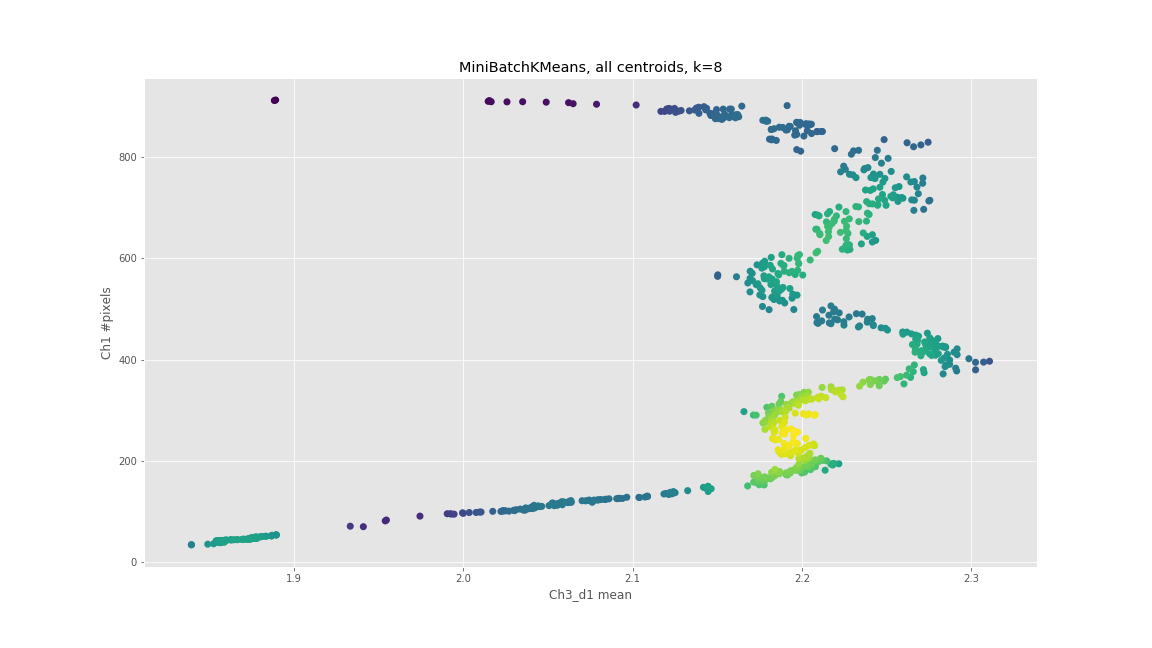 MiniBatchKMeans, all centroids, k=8
Ch1 #pixels
800
600
400
200
0
1.9 2.0 2.1 2.2 2.3
Ch3_d1 mean